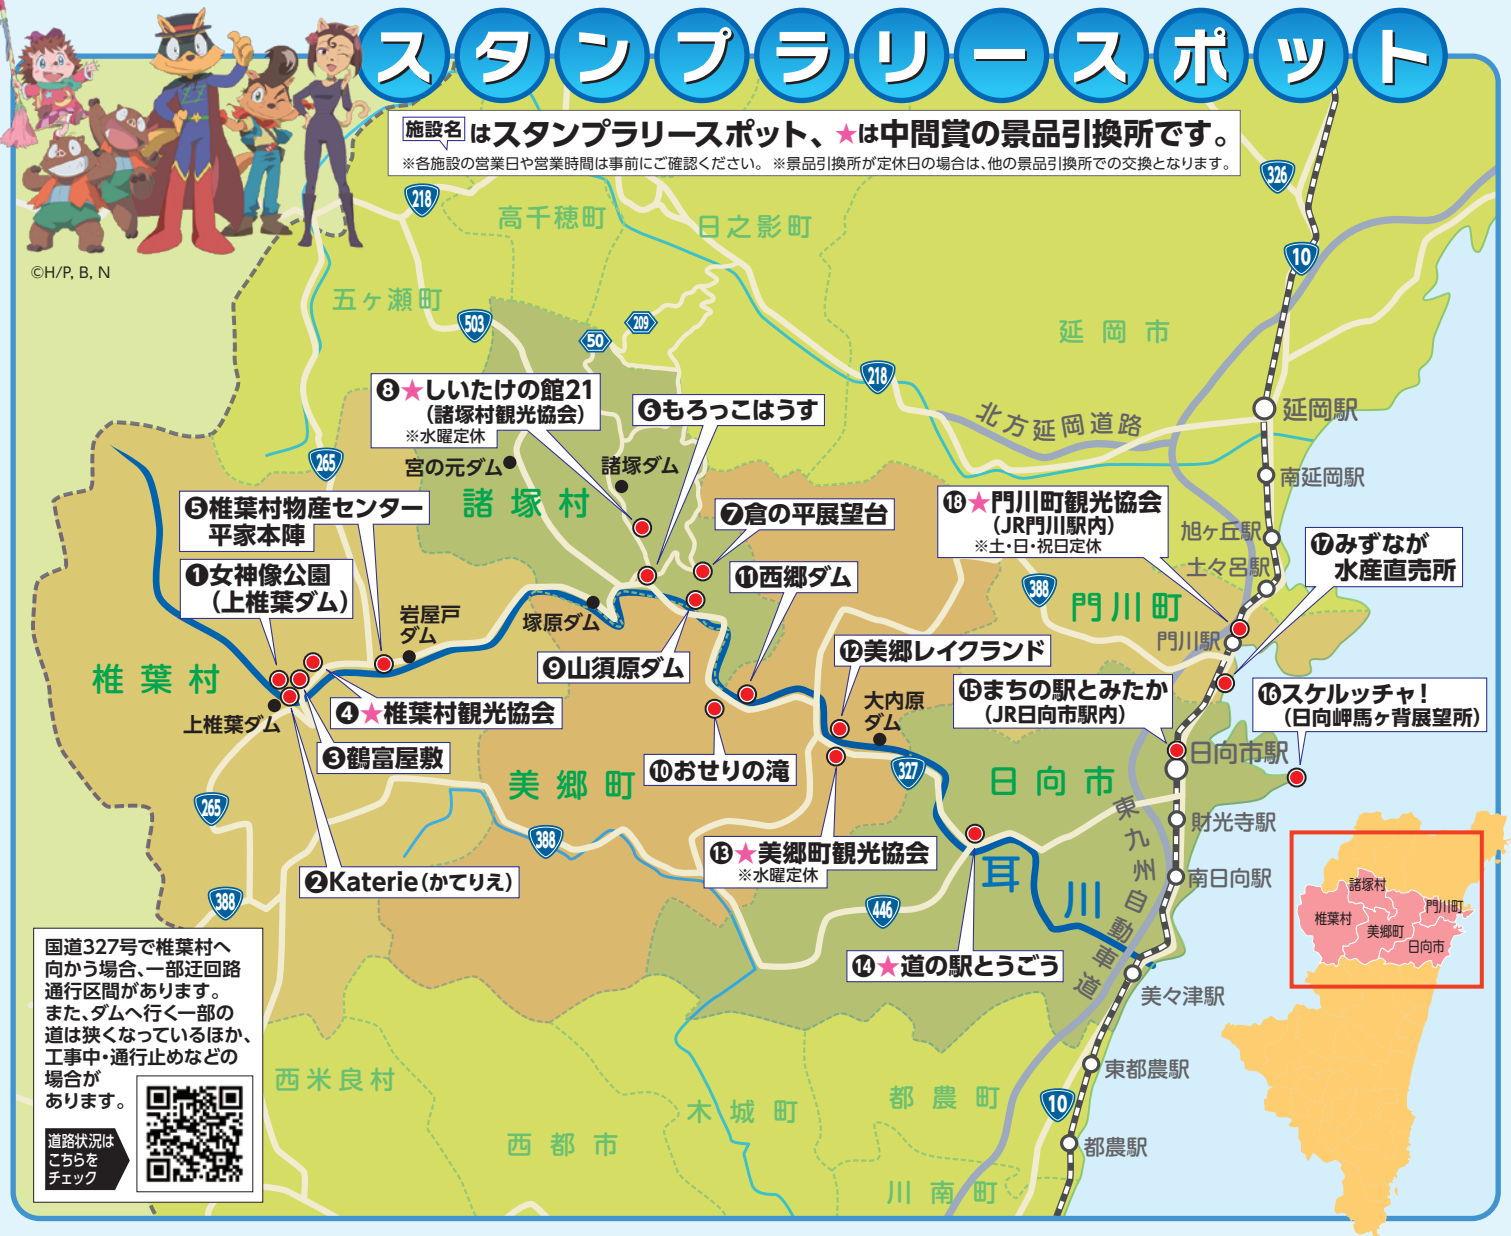 スタンプラリースポット
施設名はスタンプラリースポット、★は中間賞の景品引換所です。
※各施設の営業日や営業時間は事前にご確認ください。※景品引換所が定休日の場合は、他の景品引換所での交換となります。
©H/P, B, N
218
326
10
高千穂町
日之影町
五ヶ瀬町
503
50
209
延岡市
218
北方延岡道路
延岡駅
南延岡駅
旭ヶ丘駅
土々呂駅
❽★しいたけの館21
(諸塚村観光協会)
※水曜定休
❻もろっこはうす
宮の元ダム
諸塚ダム
諸塚村
265
❺椎葉村物産センター
平家本陣
❼倉の平展望台
⓲★門川町観光協会
(JR門川駅内)
※土・日・祝日定休
⓱みずなが
水産直売所
❶女神像公園
(上椎葉ダム)
⓫西郷ダム
388
門川町
門川駅
岩屋戸
ダム
塚原ダム
❾山須原ダム
⓬美郷レイクランド
椎葉村
上椎葉ダム
❹★椎葉村観光協会
❸鶴富屋敷
大内原
ダム
⓯まちの駅とみたか
(JR日向市駅内)
⓰スケルッチャ!
(日向岬馬ヶ背展望所)
日向市駅
美郷町
❿おせりの滝
327
日向市
265
388
⓭★美郷町観光協会
※水曜定休
東九州自動車道
財光寺駅
南日向駅
❷Katerie(かてりえ)
388
446
耳川
⓮★道の駅とうごう
美々津駅
東都農駅
10
都農駅
西米良村
西都市
木城町
都農町
川南町
国道327号で椎葉村へ
向かう場合、一部迂回路
通行区間があります。
また、ダムへ行く一部の
道は狭くなっているほか、
工事中・通行止めなどの
場合が
あります。
道路状況は
こちらを
チェック
諸塚村
椎葉村
門川町
美郷町
日向市